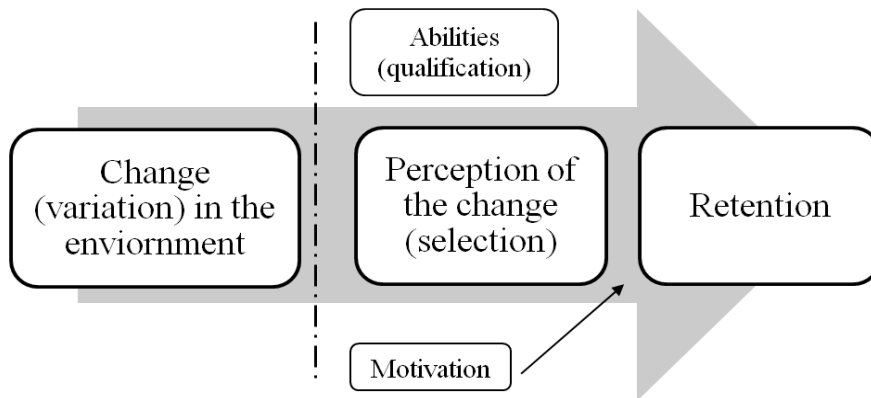 Abilities
(qualification)
Change
(variation) in the
enviornment
Perception of
the change
(selection)
Retention
Motivation